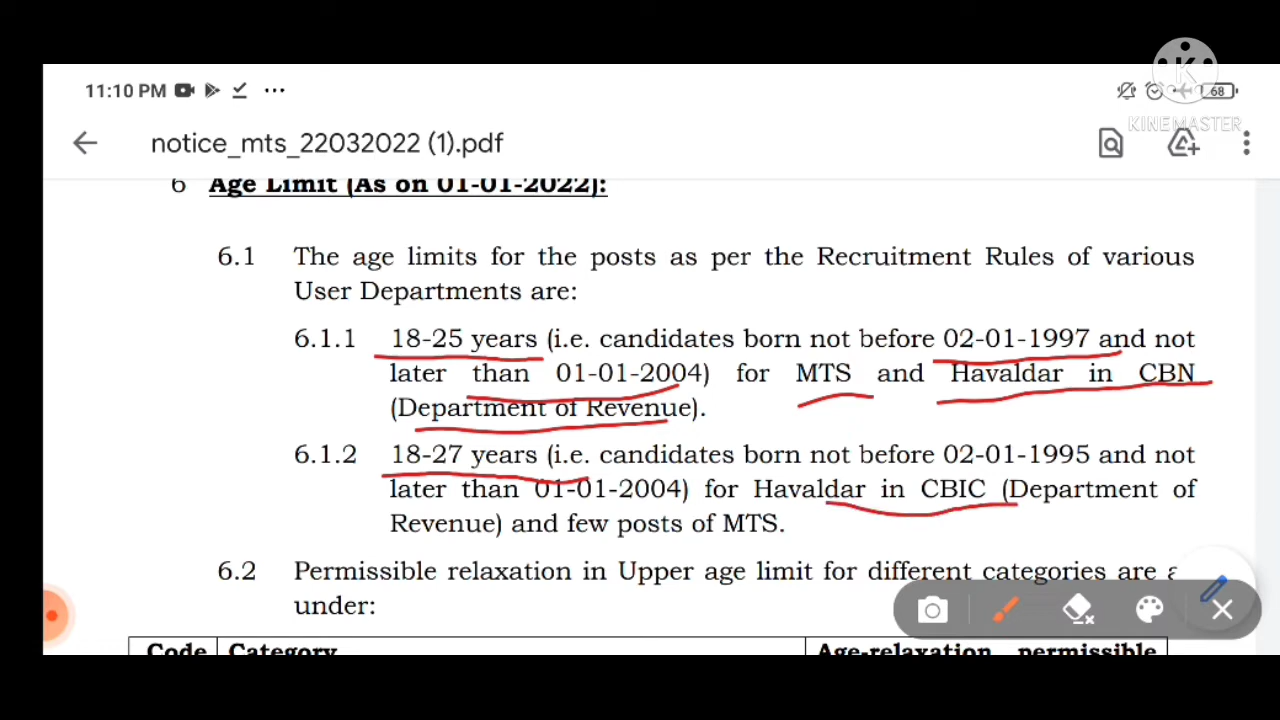 11:10 PM
68
KINEMASTER
notice_mts_22032022 (1).pdf
6 Age Limit (As on 01-01-2022):
6.1 The age limits for the posts as per the Recruitment Rules of various
User Departments are:
6.1.1 18-25 years (i.e. candidates born not before 02-01-1997 and not
later than 01-01-2004) for MTS and Havaldar in CBN
(Department of Revenue).
6.1.2 18-27 years (i.e. candidates born not before 02-01-1995 and not
later than 01-01-2004) for Havaldar in CBIC (Department of
Revenue) and few posts of MTS.
6.2 Permissible relaxation in Upper age limit for different categories are
under:
Code Category Age-relaxation permissible